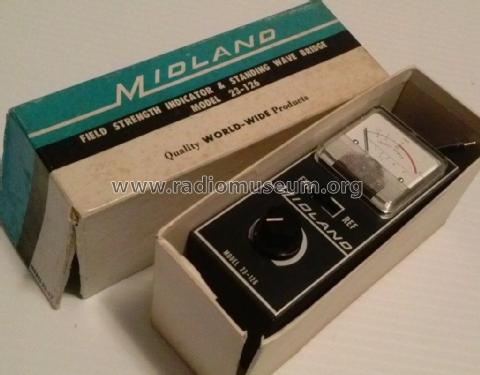 MIDLAND
FIELD STRENGTH INDICATOR & STANDING WAVE BRIDGE
MODEL 23-126
Quality WORLD-WIDE Products
www.radiomuseum.org
REF
MIDLAND
MODEL 23-126